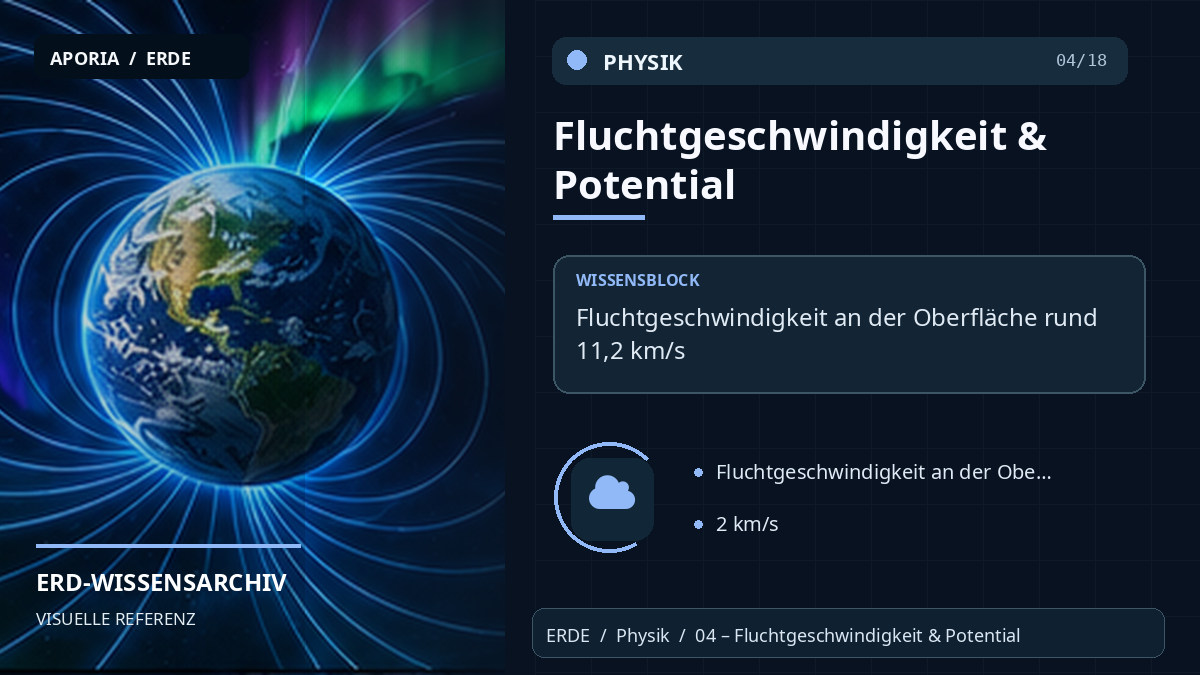 APORIA / ERDE
PHYSIK
04/18
Fluchtgeschwindigkeit &
Potential
WISSENSBLOCK
Fluchtgeschwindigkeit an der Oberfläche rund
11,2 km/s
Fluchtgeschwindigkeit an der Obe...
2 km/s
ERD-WISSENSARCHIV
VISUELLE REFERENZ
ERDE / Physik / 04 – Fluchtgeschwindigkeit & Potential